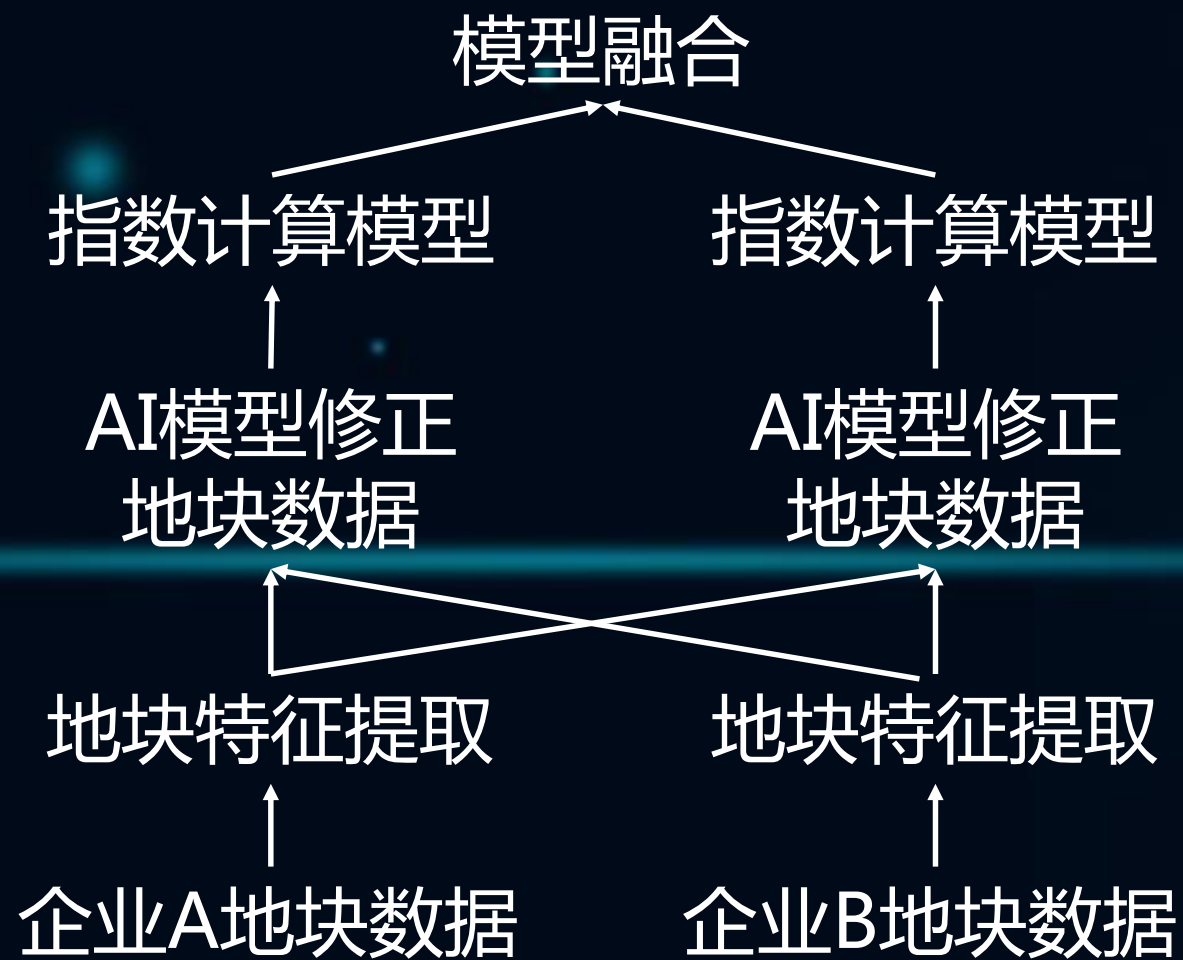 模型融合
指数计算模型 指数计算模型
AI模型修正 AI模型修正
地块数据 地块数据
地块特征提取 地块特征提取
企业A地块数据 企业B地块数据